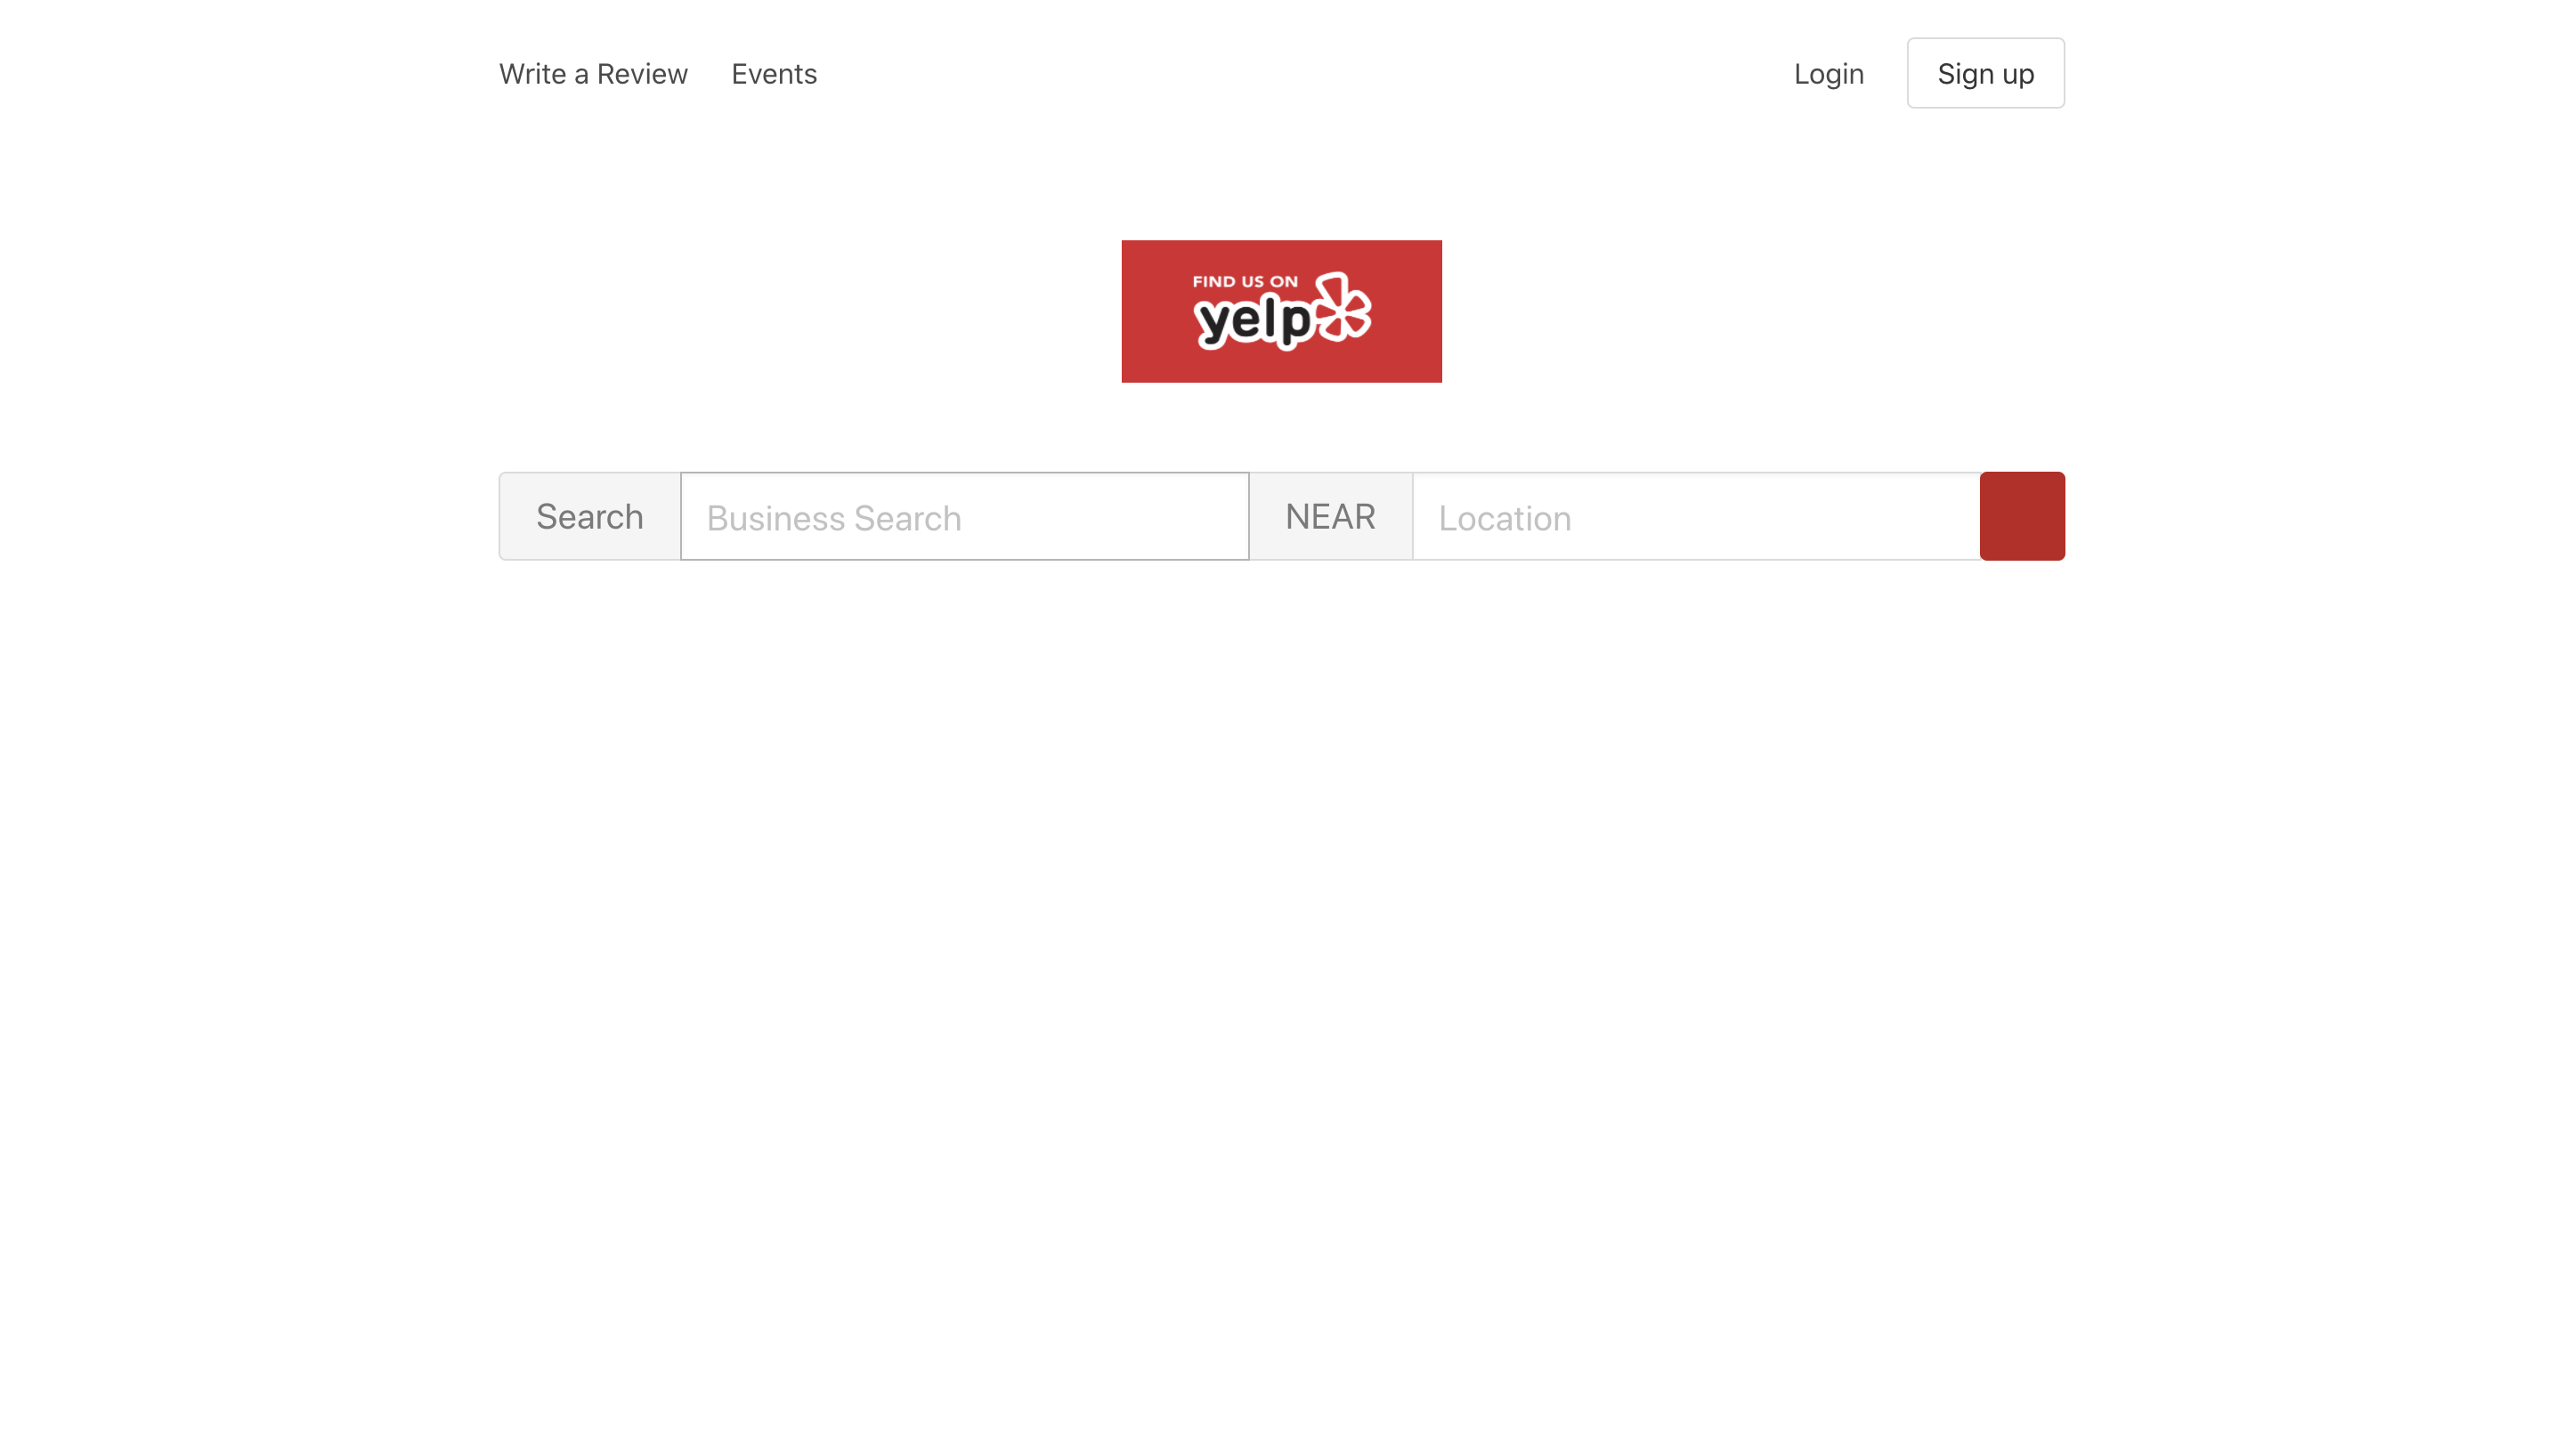 Write a Review Events Login Sign up
FIND US ON
yelp
Search Business Search NEAR Location